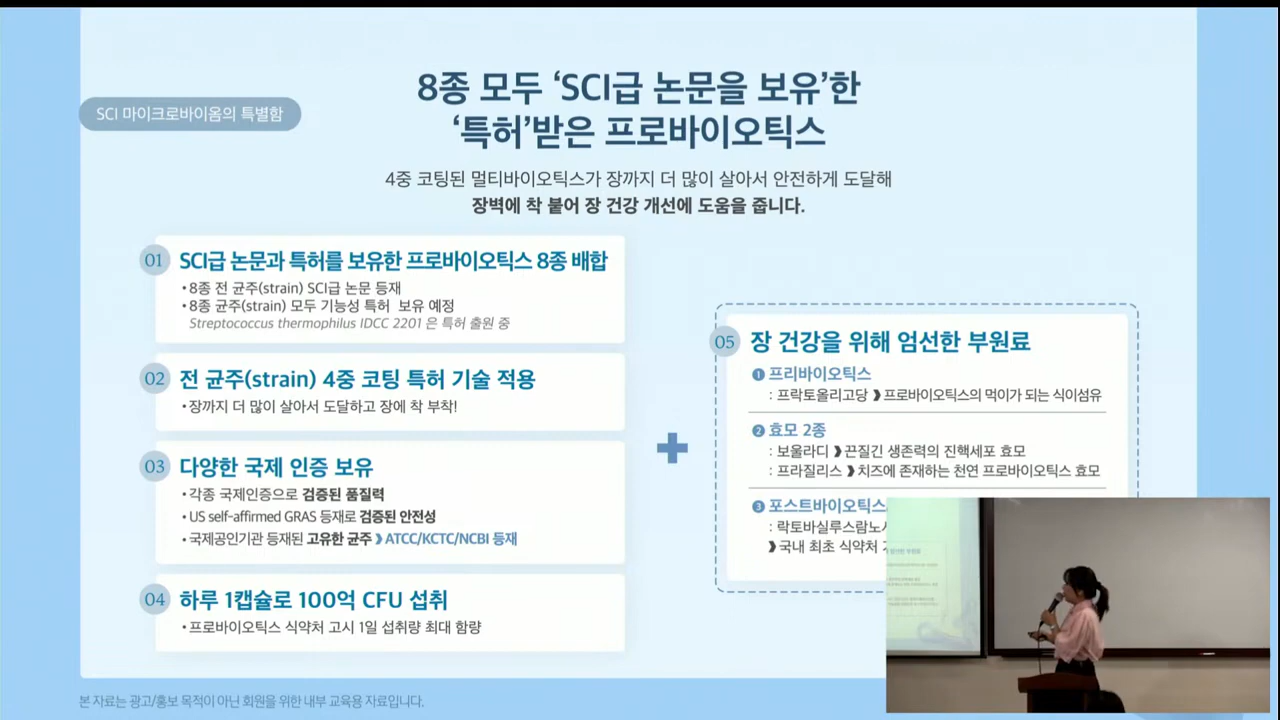 SCI 마이크로바이옴의 특별함
8종 모두 ‘SCI급 논문을 보유’한
‘특허’받은 프로바이오틱스
4중 코팅된 멀티바이오틱스가 장까지 더 많이 살아서 안전하게 도달해
장벽에 착 붙어 장 건강 개선에 도움을 줍니다.
01 SCI급 논문과 특허를 보유한 프로바이오틱스 8종 배합
• 8종 전 균주(strain) SCI급 논문 등재
• 8종 균주(strain) 모두 기능성 특허 보유 예정
Streptococcus thermophilus IDCC 2201 은 특허 출원 중
02 전 균주(strain) 4중 코팅 특허 기술 적용
• 장까지 더 많이 살아서 도달하고 장에 착 부착!
03 다양한 국제 인증 보유
• 각종 국제인증으로 검증된 품질력
• US self-affirmed GRAS 등재로 검증된 안전성
• 국제공인기관 등재된 고유한 균주 》 ATCC/KCTC/NCBI 등재
04 하루 1캡슐로 100억 CFU 섭취
• 프로바이오틱스 식약처 고시 1일 섭취량 최대 함량
05 장 건강을 위해 엄선한 부원료
❶ 프리바이오틱스
: 프락토올리고당 》 프로바이오틱스의 먹이가 되는 식이섬유
❷ 효모 2종
: 보울라디 》 끈질긴 생존력의 진핵세포 효모
: 프라질리스 》 치즈에 존재하는 천연 프로바이오틱스 효모
❸ 포스트바이오틱스
: 락토바실루스람노
》 국내 최초 식약처
본 자료는 광고/홍보 목적이 아닌 회원을 위한 내부 교육용 자료입니다.